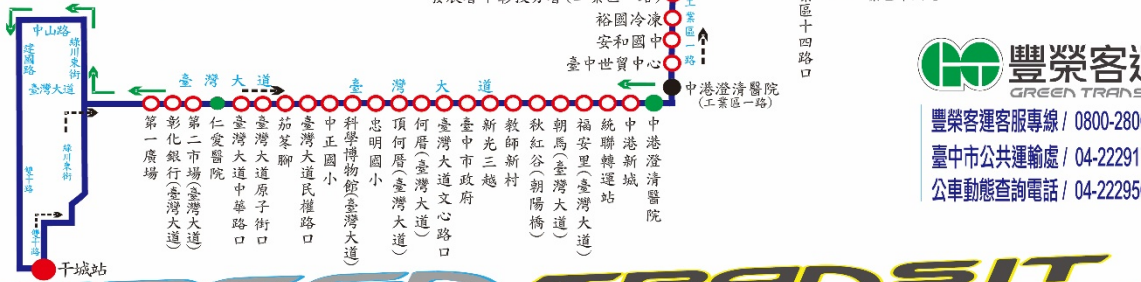 裕國冷凍
安和國中
臺中世貿中心
工業區一路
區十四路口
中港澄清醫院
(工業區一路)
豐榮客運
GREEN TRANS
豐榮客運客服專線 / 0800-2800
臺中市公共運輸處 / 04-22291
公車動態查詢電話 / 04-222950
中山路
建國路
綠川東街
臺灣大道
臺灣大道
臺灣大道
綠川東街
雙十路
雙十路
干城站
第一廣場
彰化銀行(臺灣大道)
第二市場(臺灣大道)
仁愛醫院
臺灣大道中華路口
臺灣大道原子街口
茄苳腳
臺灣大道民權路口
中正國小
科學博物館(臺灣大道)
忠明國小
頂何厝(臺灣大道)
何厝(臺灣大道)
臺灣大道文心路口
臺中市政府
新光三越
教師新村
秋紅谷(朝陽橋)
朝馬(臺灣大道)
福安里(臺灣大道)
統聯轉運站
中港新城
中港澄清醫院
TRANSIT